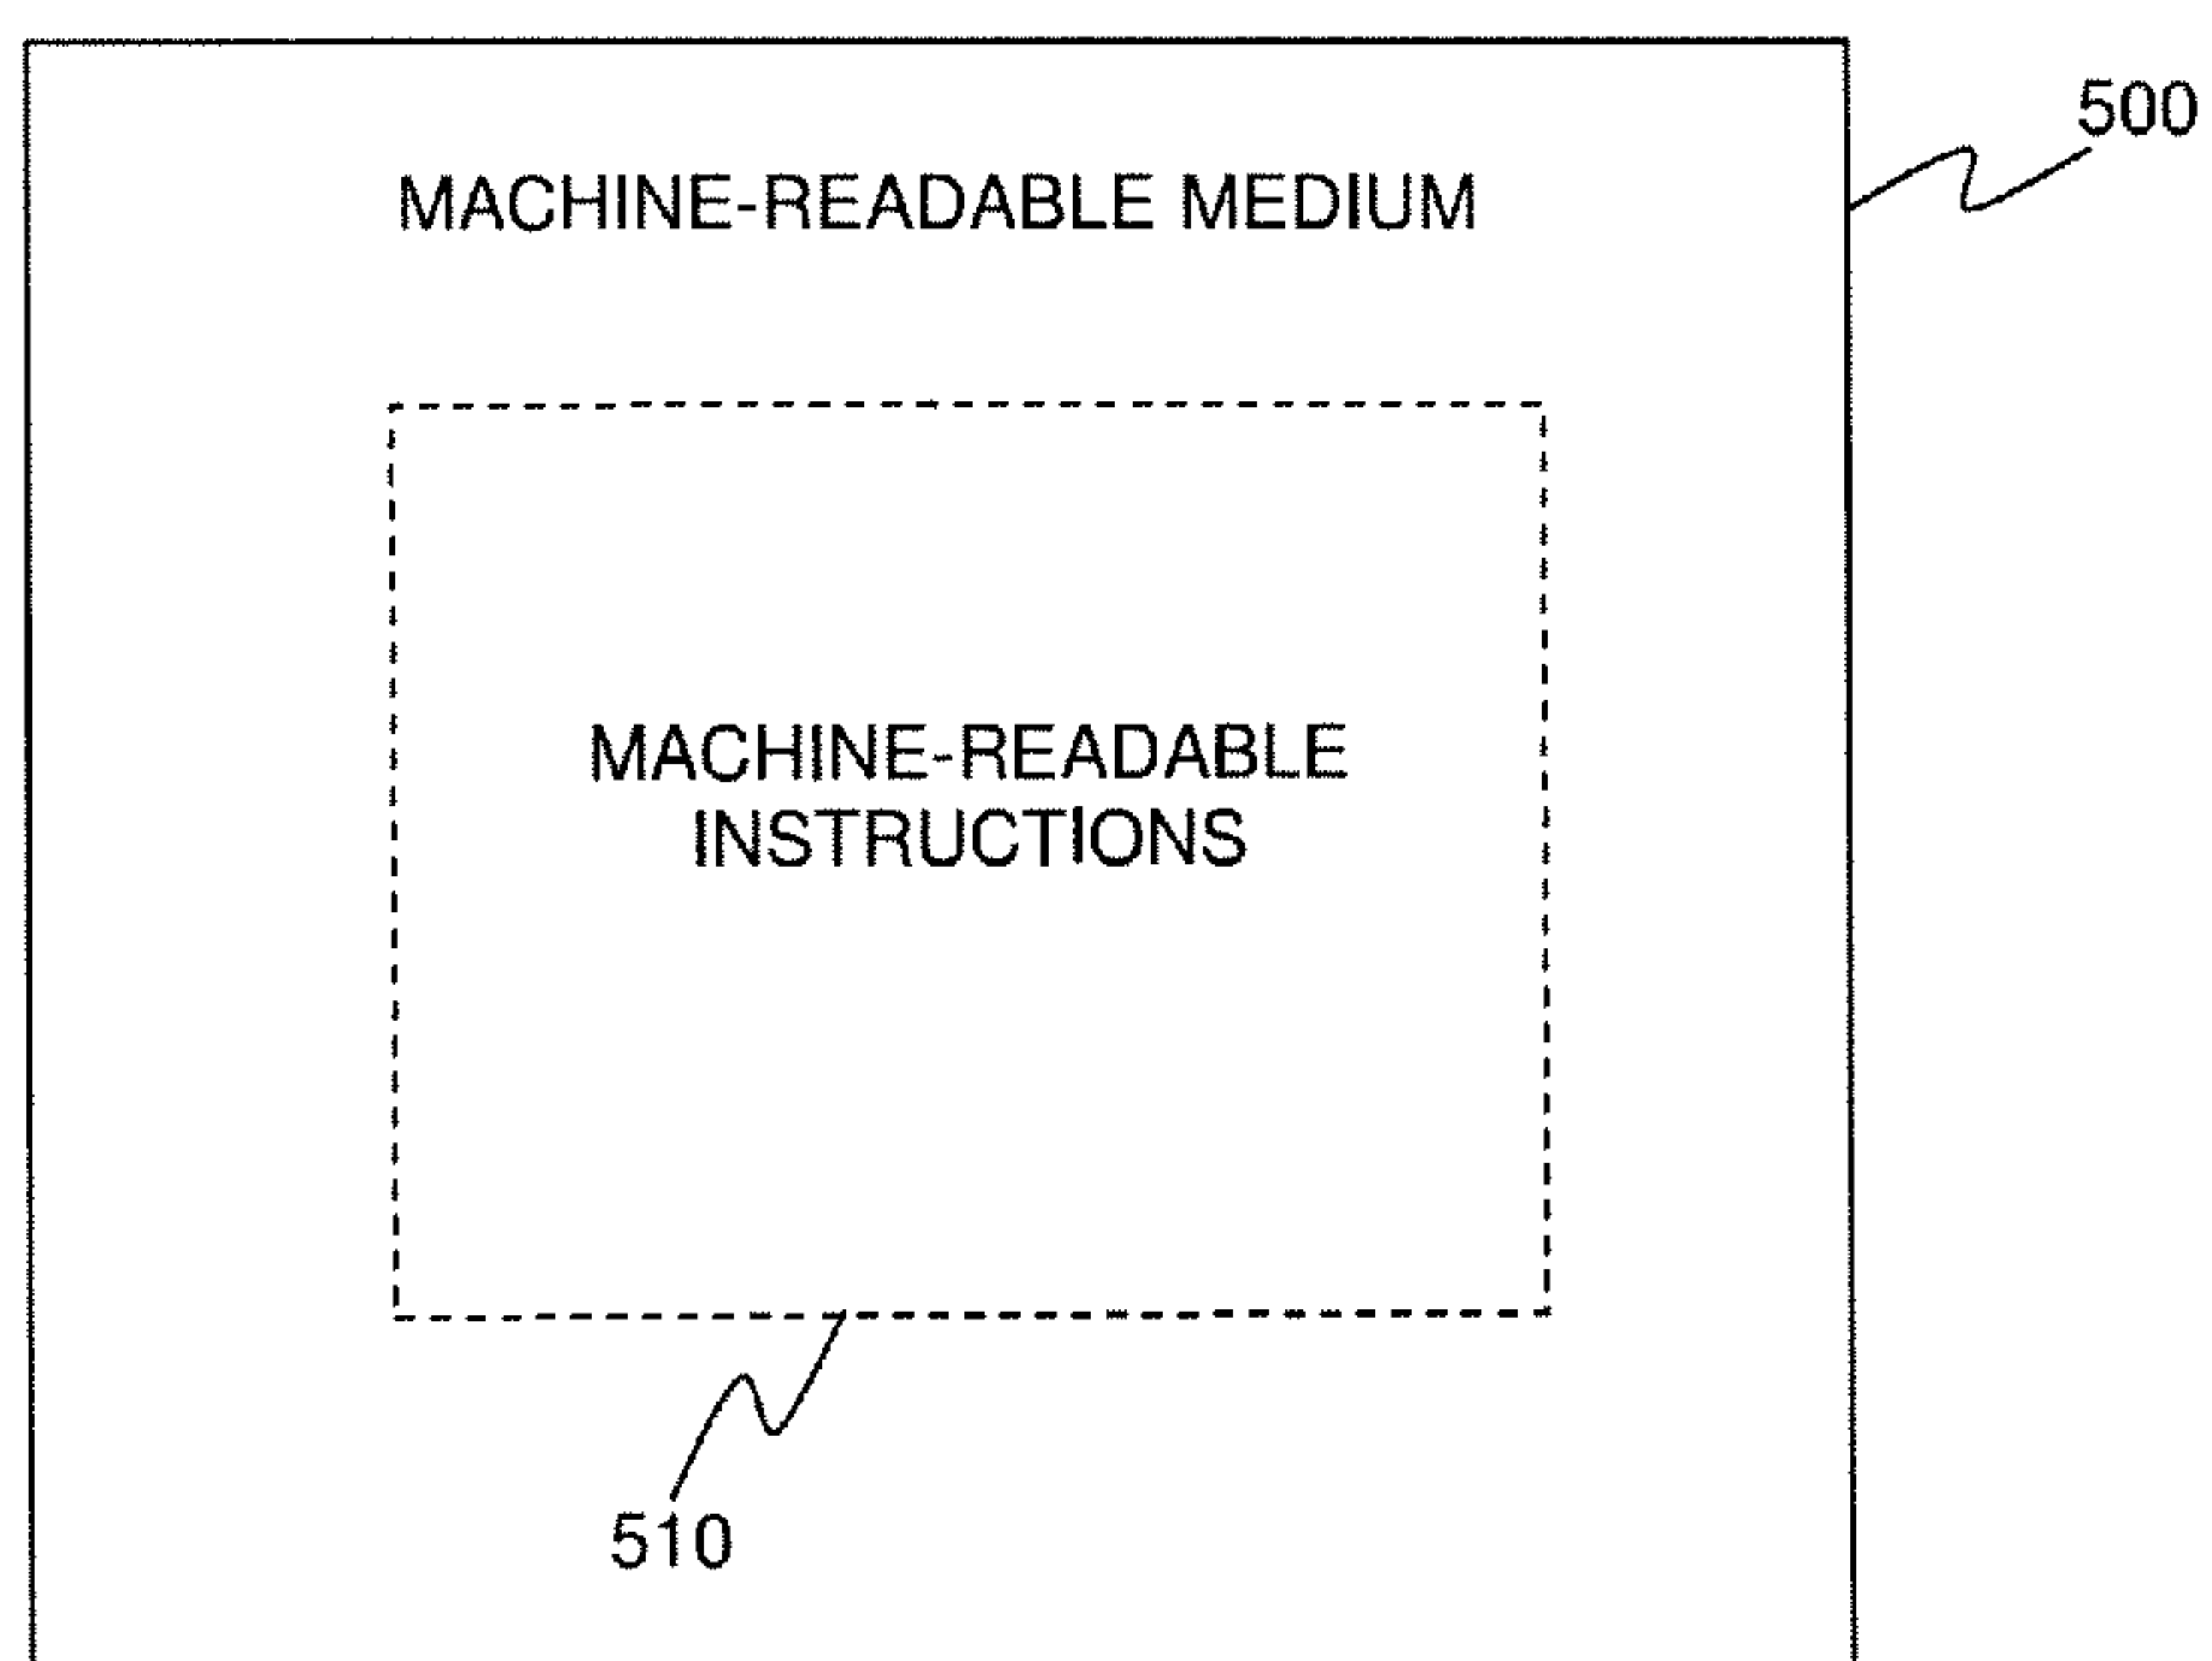 500
MACHINE-READABLE MEDIUM
MACHINE-READABLE
INSTRUCTIONS
510